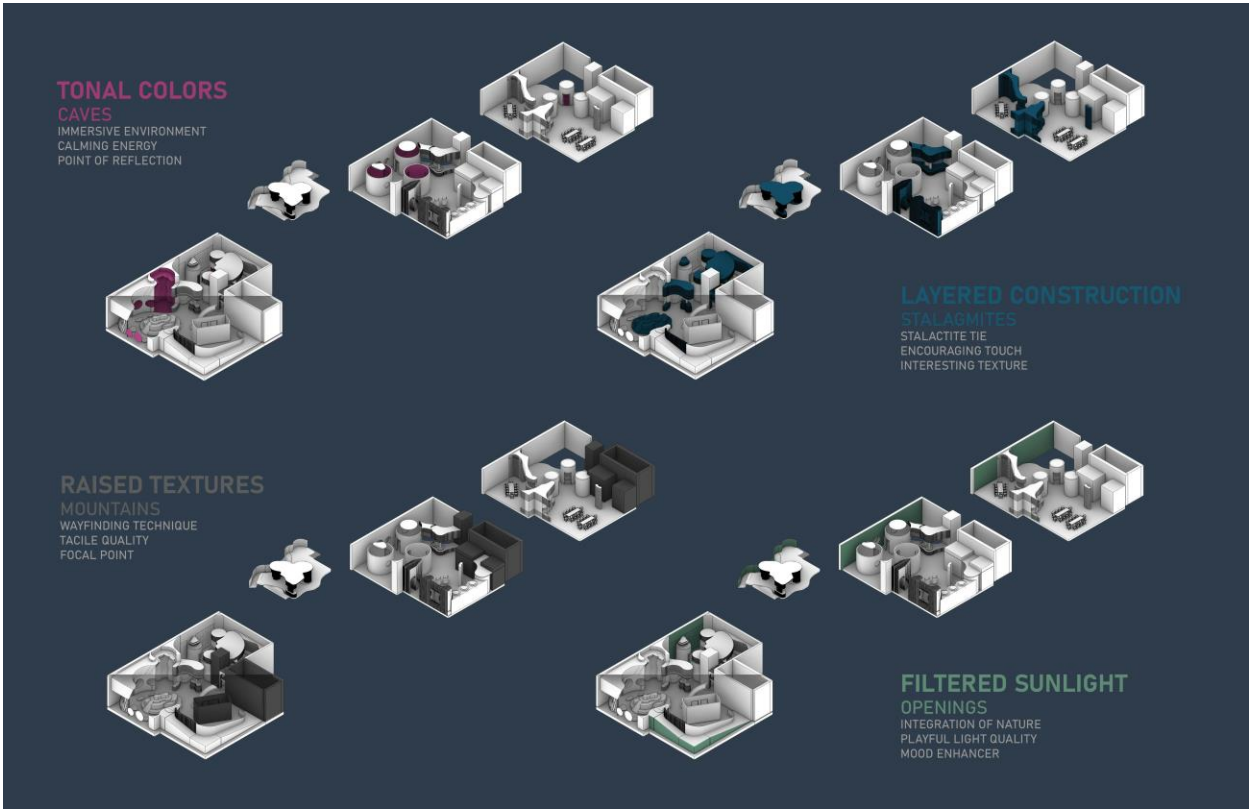 TONAL COLORS
CAVES
IMMERSIVE ENVIRONMENT
CALMING ENERGY
POINT OF REFLECTION
LAYERED CONSTRUCTION
STALAGMITES
STALACTITE TIE
ENCOURAGING TOUCH
INTERESTING TEXTURE
RAISED TEXTURES
MOUNTAINS
WAYFINDING TECHNIQUE
TACILE QUALITY
FOCAL POINT
FILTERED SUNLIGHT
OPENINGS
INTEGRATION OF NATURE
PLAYFUL LIGHT QUALITY
MOOD ENHANCER